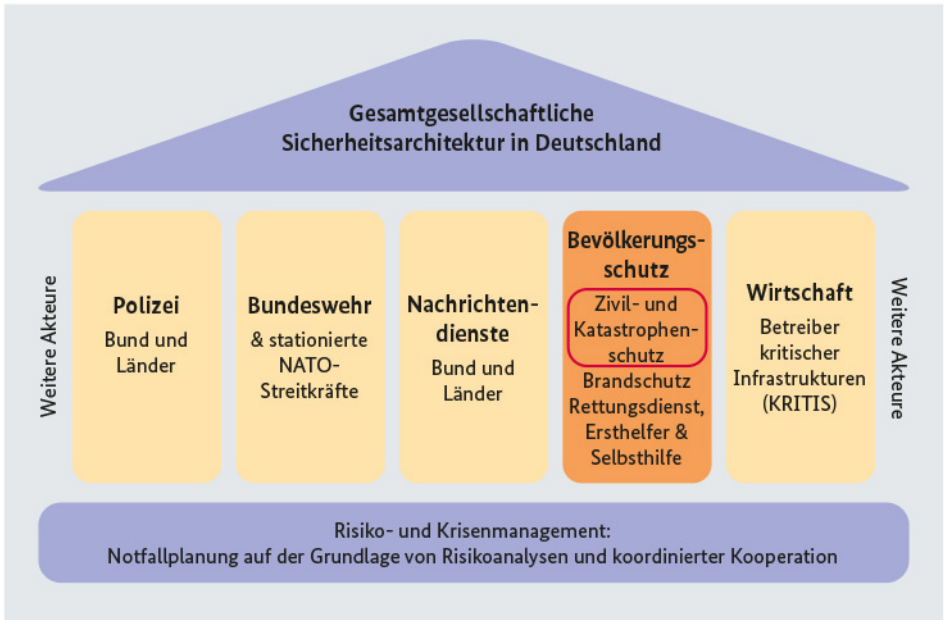 Gesamtgesellschaftliche
Sicherheitsarchitektur in Deutschland
Weitere Akteure
Polizei
Bund und
Länder
Bundeswehr
& stationierte
NATO-
Streitkräfte
Nachrichten-
dienste
Bund und
Länder
Bevölkerungs-
schutz
Zivil- und
Katastrophen-
schutz
Brandschutz
Rettungsdienst,
Ersthelfer &
Selbsthilfe
Wirtschaft
Betreiber
kritischer
Infrastrukturen
(KRITIS)
Weitere Akteure
Risiko- und Krisenmanagement:
Notfallplanung auf der Grundlage von Risikoanalysen und koordinierter Kooperation